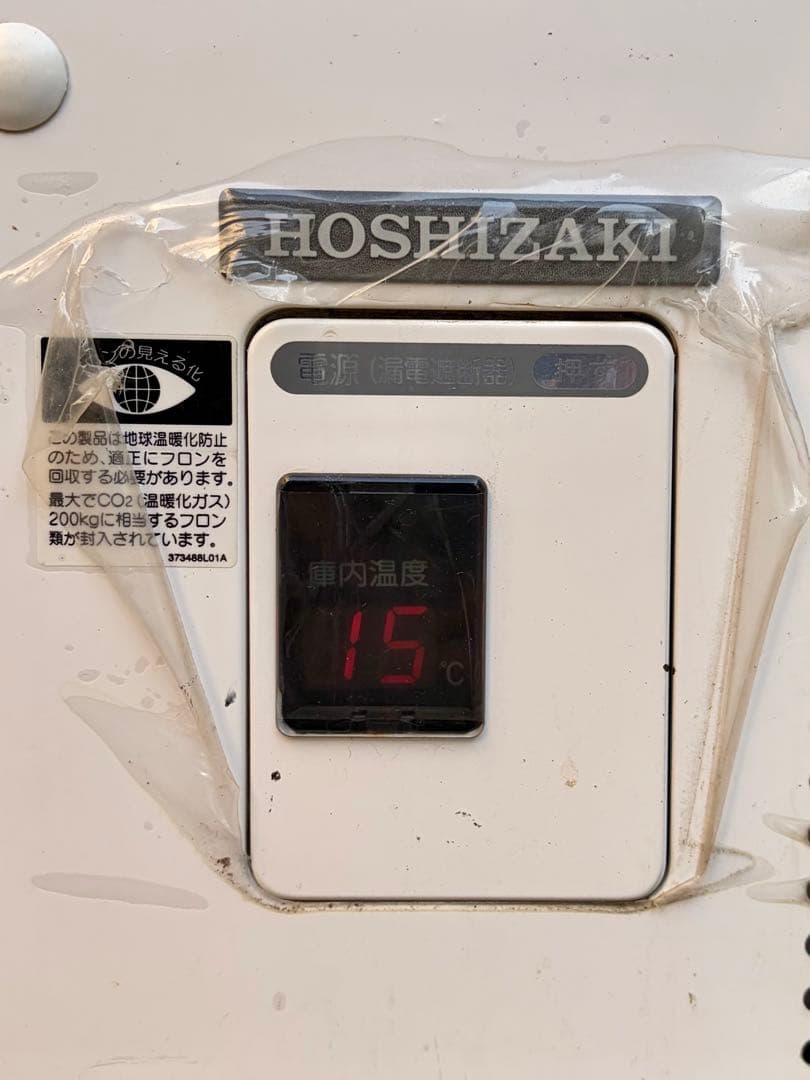 HOSHIZAKI
電源(漏電遮断器) 押す
の見える化
この製品は地球温暖化防止
のため、適正にフロンを
回収する必要があります。
最大でCO2(温暖化ガス)
200kgに相当するフロン
類が封入されています。
373468L01A
庫内温度
15
℃